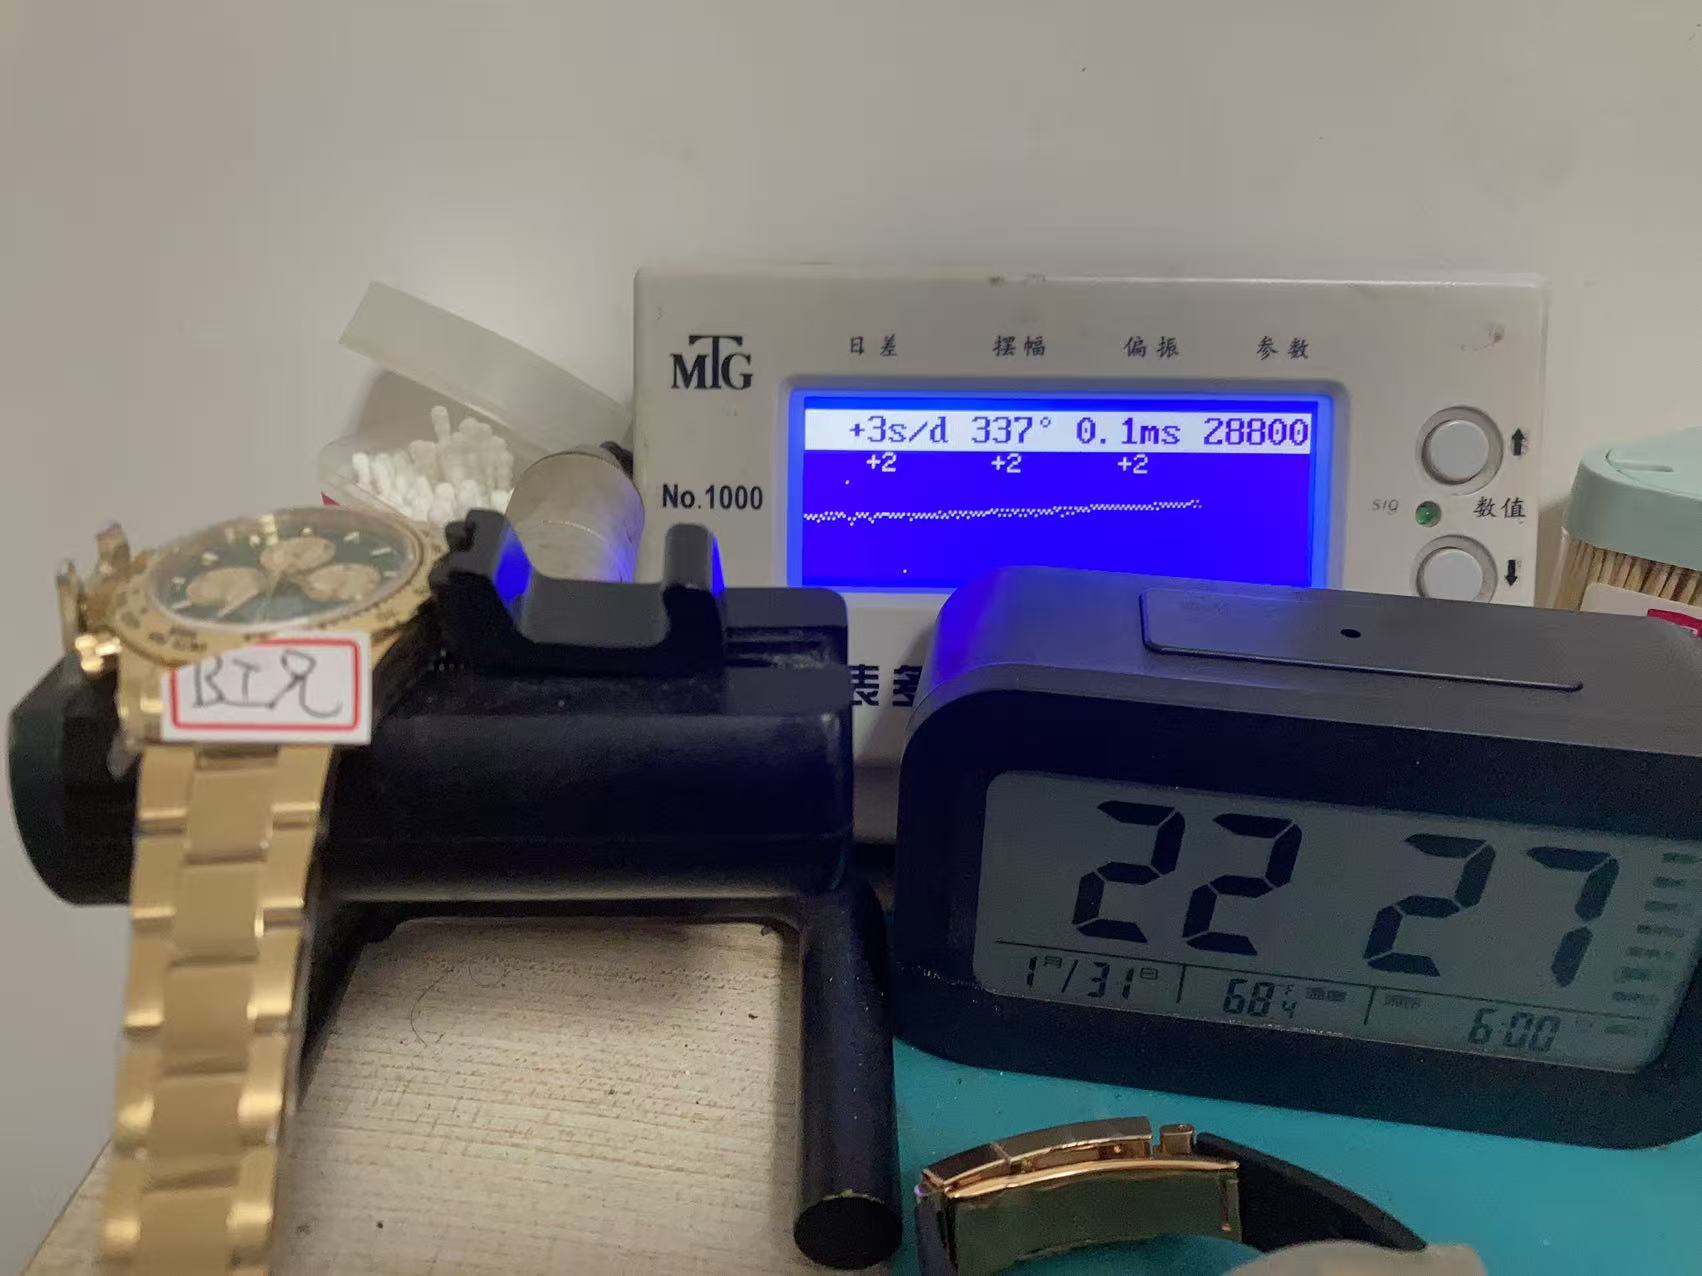 日差 摆幅 偏振 参数
MTG
+3s/d 337° 0.1ms 28800
+2 +2 +2
No.1000
sig
数值
22 27
1月/31日
68
6:00